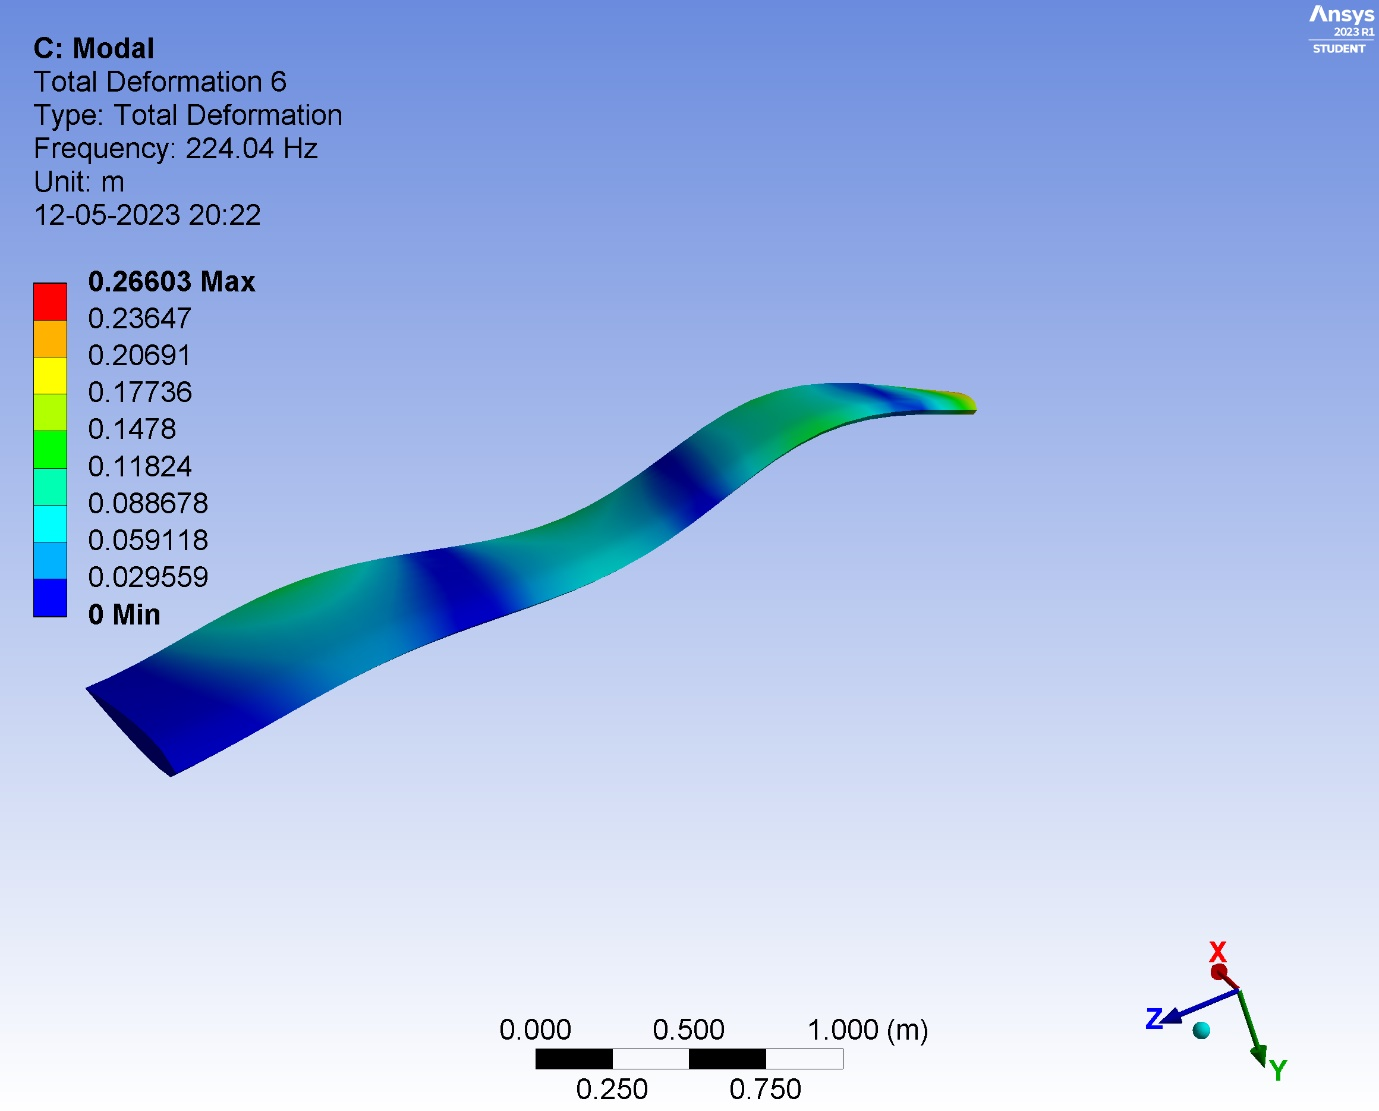 Ansys
2023 R1
STUDENT
C: Modal
Total Deformation 6
Type: Total Deformation
Frequency: 224.04 Hz
Unit: m
12-05-2023 20:22
0.26603 Max
0.23647
0.20691
0.17736
0.1478
0.11824
0.088678
0.059118
0.029559
0 Min
0.000 0.500 1.000 (m)
0.250 0.750
X
Z
Y